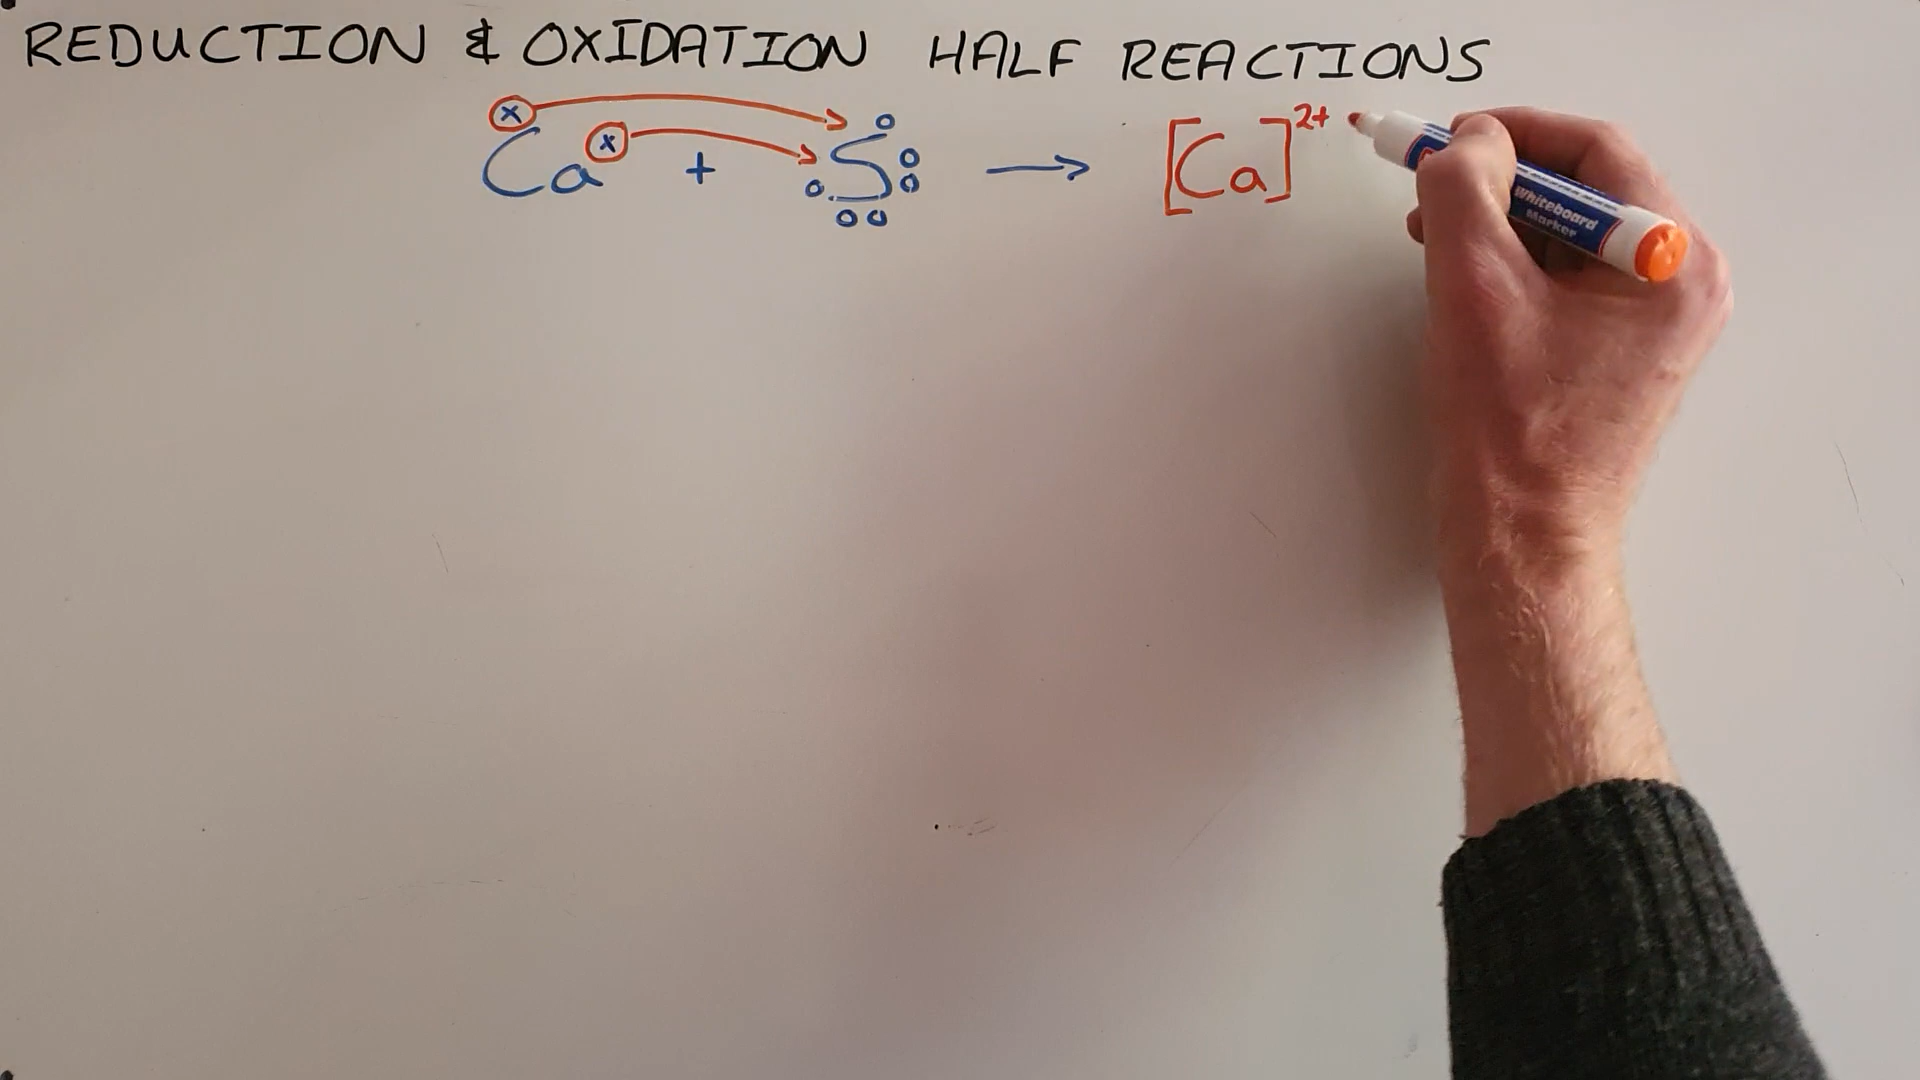 REDUCTION & OXIDATION HALF REACTIONS
Ca + S → [Ca]²⁺
Whiteboard
Marker